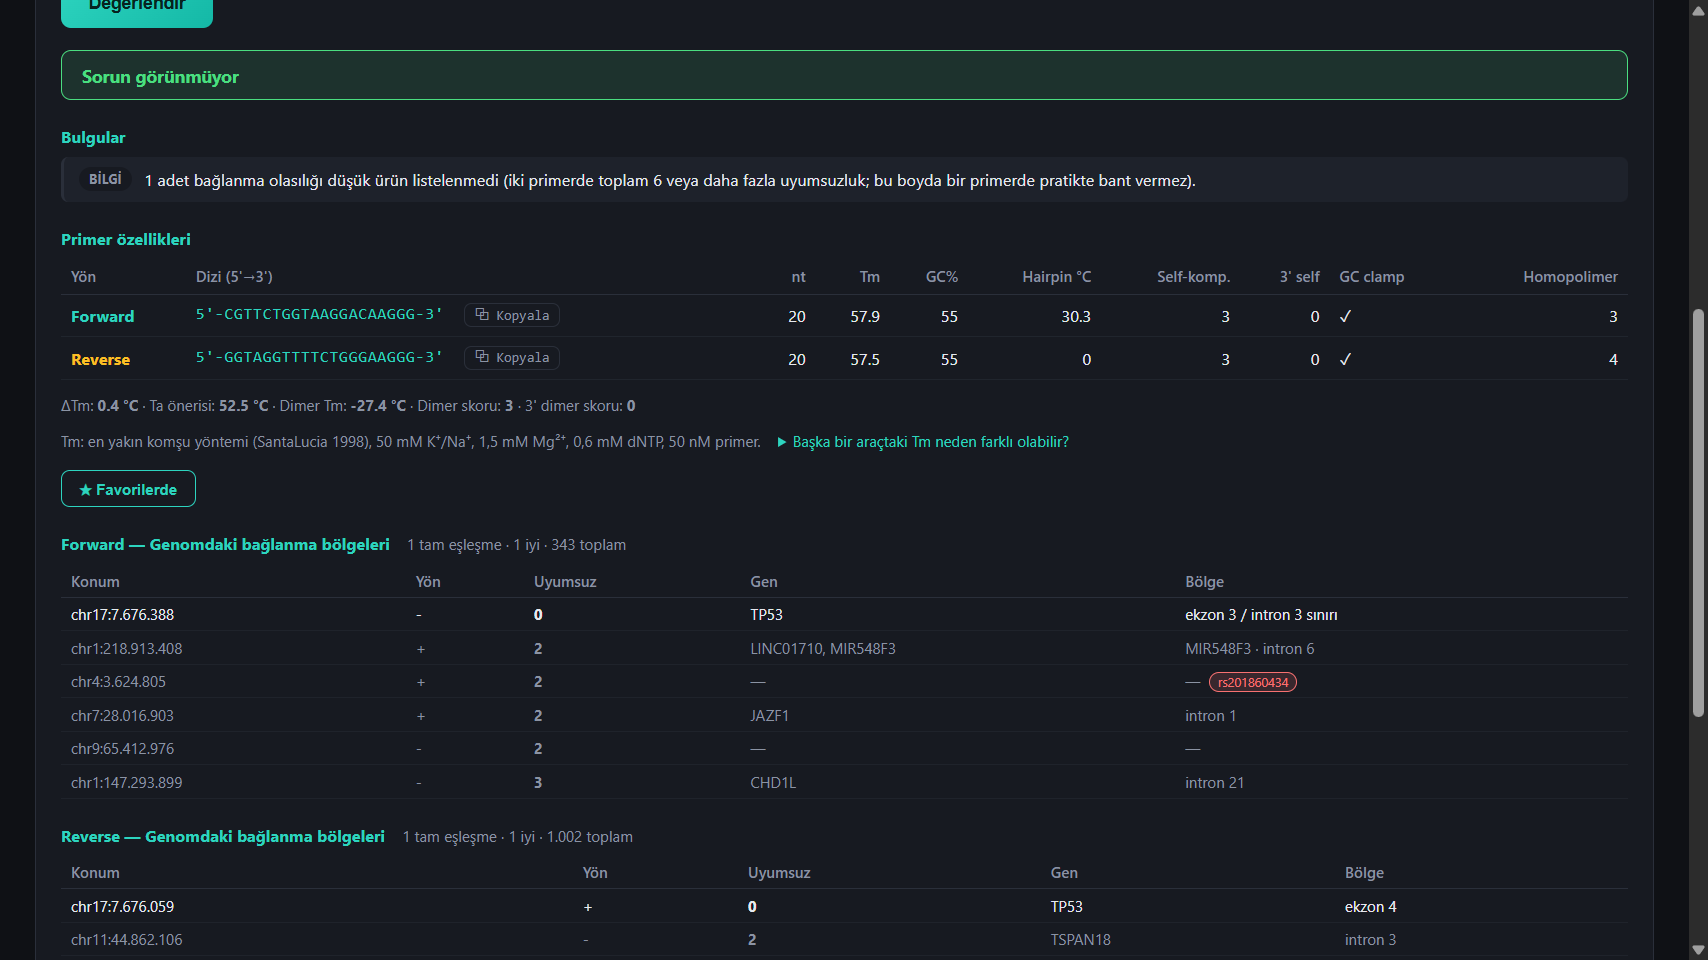 Değerlendir
Sorun görünmüyor
Bulgular
BİLGİ 1 adet bağlanma olasılığı düşük ürün listelenmedi (iki primerde toplam 6 veya daha fazla uyumsuzluk; bu boyda bir primerde pratikte bant vermez).
Primer özellikleri
Yön Dizi (5'→3') nt Tm GC% Hairpin °C Self-komp. 3' self GC clamp Homopolimer
Forward 5'-CGTTCTGGTAAGGACAAGGG-3' Kopyala 20 57.9 55 30.3 3 0 ✓ 3
Reverse 5'-GGTAGGTTTTCTGGGAAGGG-3' Kopyala 20 57.5 55 0 3 0 ✓ 4
ΔTm: 0.4 °C · Ta önerisi: 52.5 °C · Dimer Tm: -27.4 °C · Dimer skoru: 3 · 3' dimer skoru: 0
Tm: en yakın komşu yöntemi (SantaLucia 1998), 50 mM K⁺/Na⁺, 1,5 mM Mg²⁺, 0,6 mM dNTP, 50 nM primer. ▶ Başka bir araçtaki Tm neden farklı olabilir?
★ Favorilerde
Forward — Genomdaki bağlanma bölgeleri 1 tam eşleşme · 1 iyi · 343 toplam
Konum Yön Uyumsuz Gen Bölge
chr17:7.676.388 - 0 TP53 ekzon 3 / intron 3 sınırı
chr1:218.913.408 + 2 LINC01710, MIR548F3 MIR548F3 · intron 6
chr4:3.624.805 + 2 — — rs201860434
chr7:28.016.903 + 2 JAZF1 intron 1
chr9:65.412.976 - 2 — —
chr1:147.293.899 - 3 CHD1L intron 21
Reverse — Genomdaki bağlanma bölgeleri 1 tam eşleşme · 1 iyi · 1.002 toplam
Konum Yön Uyumsuz Gen Bölge
chr17:7.676.059 + 0 TP53 ekzon 4
chr11:44.862.106 - 2 TSPAN18 intron 3